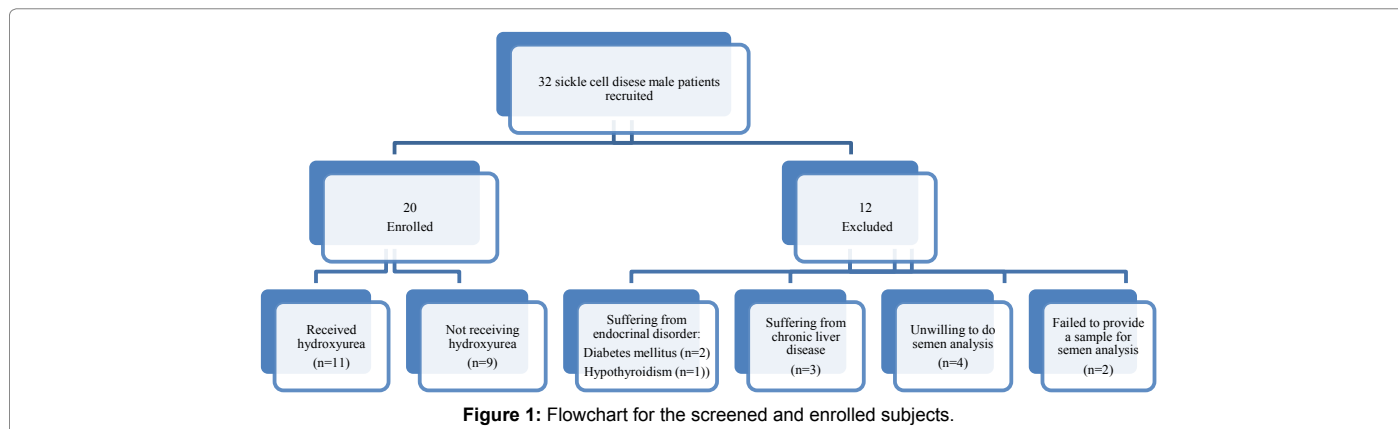 32 sickle cell disese male patients
recruited
20
Enrolled
12
Excluded
Received
hydroxyurea
(n=11)
Not receiving
hydroxyurea
(n=9)
Suffering from
endocrinal disorder:
Diabetes mellitus (n=2)
Hypothyroidism (n=1))
Suffering from
chronic liver
disease
(n=3)
Unwilling to do
semen analysis
(n=4)
Failed to provide
a sample for
semen analysis
(n=2)
Figure 1: Flowchart for the screened and enrolled subjects.